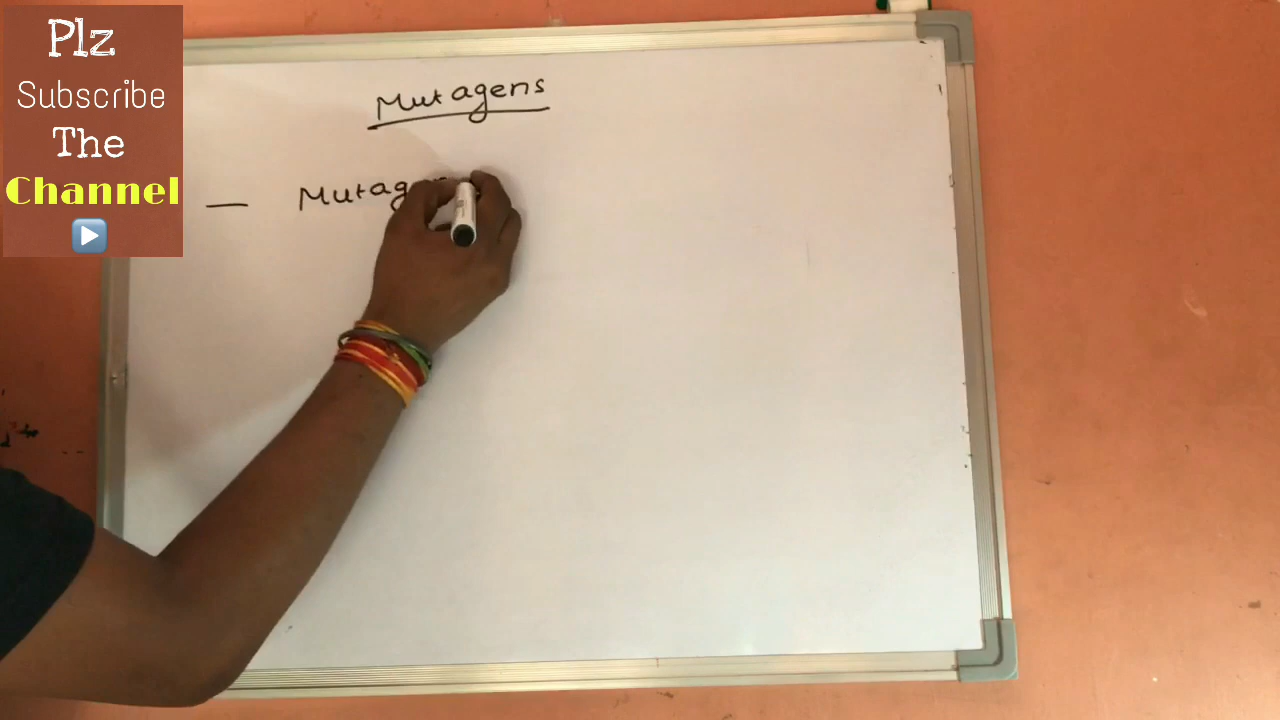 Plz
Subscribe
The
Channel
Mutagens
— Mutag